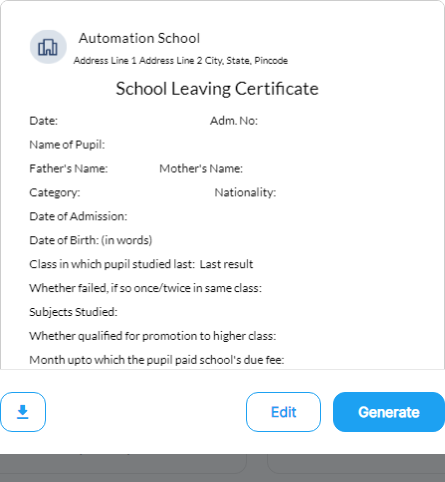 Automation School
Address Line 1 Address Line 2 City, State, Pincode
School Leaving Certificate
Date: Adm. No:
Name of Pupil:
Father's Name: Mother's Name:
Category: Nationality:
Date of Admission:
Date of Birth: (in words)
Class in which pupil studied last: Last result
Whether failed, if so once/twice in same class:
Subjects Studied:
Whether qualified for promotion to higher class:
Month upto which the pupil paid school's due fee:
Edit Generate